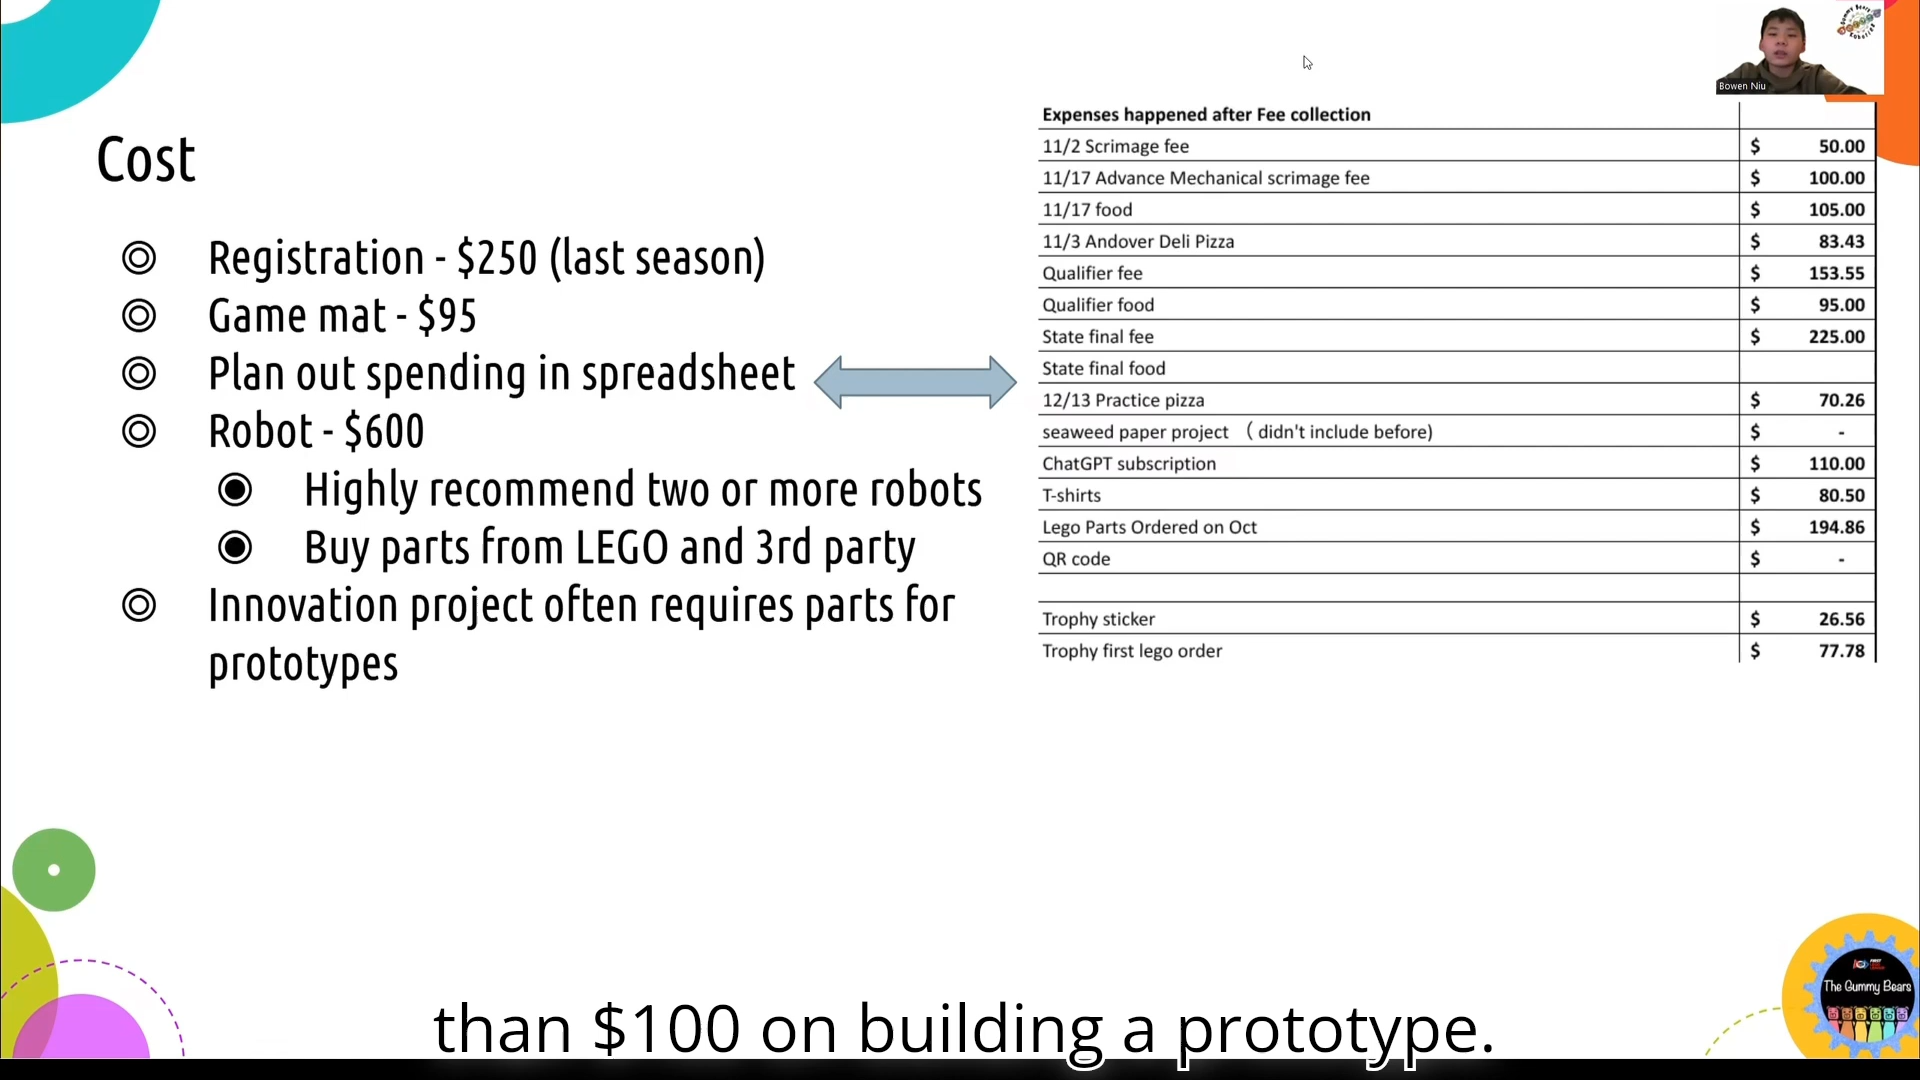 Bowen Niu
Cost
Registration - $250 (last season)
Game mat - $95
Plan out spending in spreadsheet
Robot - $600
Highly recommend two or more robots
Buy parts from LEGO and 3rd party
Innovation project often requires parts for
prototypes
Expenses happened after Fee collection
11/2 Scrimage fee $ 50.00
11/17 Advance Mechanical scrimage fee $ 100.00
11/17 food $ 105.00
11/3 Andover Deli Pizza $ 83.43
Qualifier fee $ 153.55
Qualifier food $ 95.00
State final fee $ 225.00
State final food
12/13 Practice pizza $ 70.26
seaweed paper project （ didn't include before) $ -
ChatGPT subscription $ 110.00
T-shirts $ 80.50
Lego Parts Ordered on Oct $ 194.86
QR code $ -
Trophy sticker $ 26.56
Trophy first lego order $ 77.78
The Gummy Bears
than $100 on building a prototype.